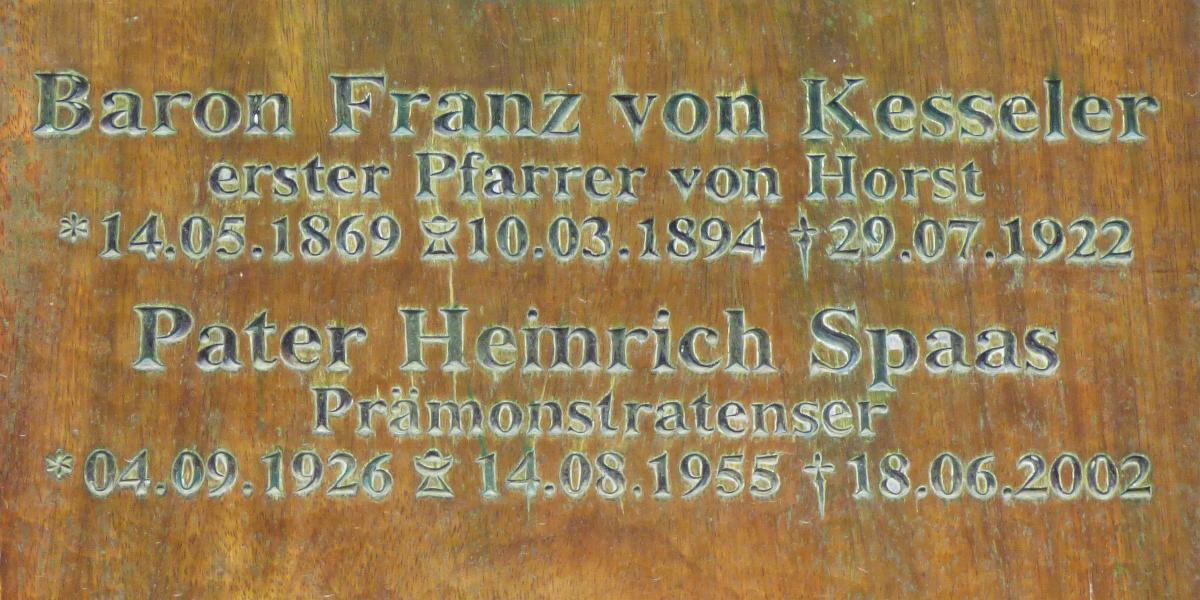 Baron Franz von Kesseler
erster Pfarrer von Horst
*14.05.1869 10.03.1894 †29.07.1922
Pater Heinrich Spaas
Prämonstratenser
*04.09.1926 14.08.1955 †18.06.2002